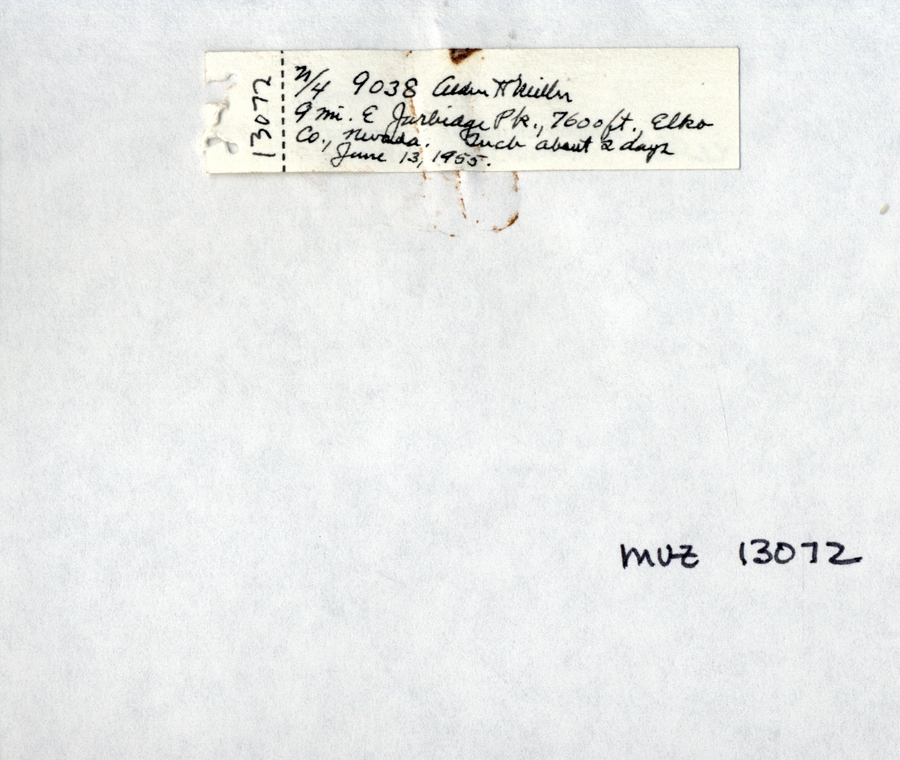 13072
N/4 9038 Alden H Miller
9 mi. E Jarbidge Pk., 7600 ft., Elko
Co., Nevada. Incb about 2 days
June 13, 1955.
MVZ 13072